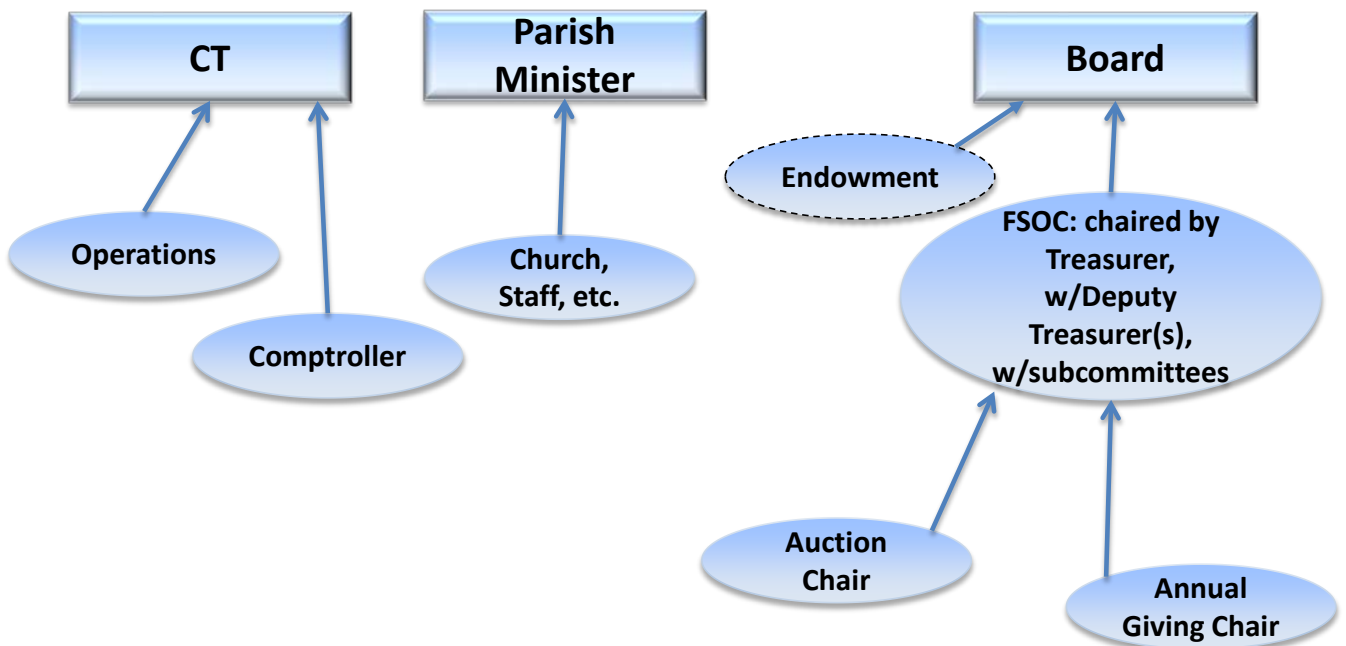 CT
Parish
Minister
Board
Endowment
Operations
Church,
Staff, etc.
FSOC: chaired by
Treasurer,
w/Deputy
Treasurer(s),
w/subcommittees
Comptroller
Auction
Chair
Annual
Giving Chair